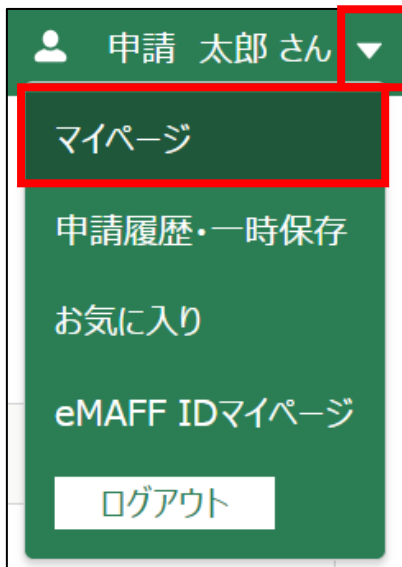 申請 太郎 さん
マイページ
申請履歴・一時保存
お気に入り
eMAFF IDマイページ
ログアウト